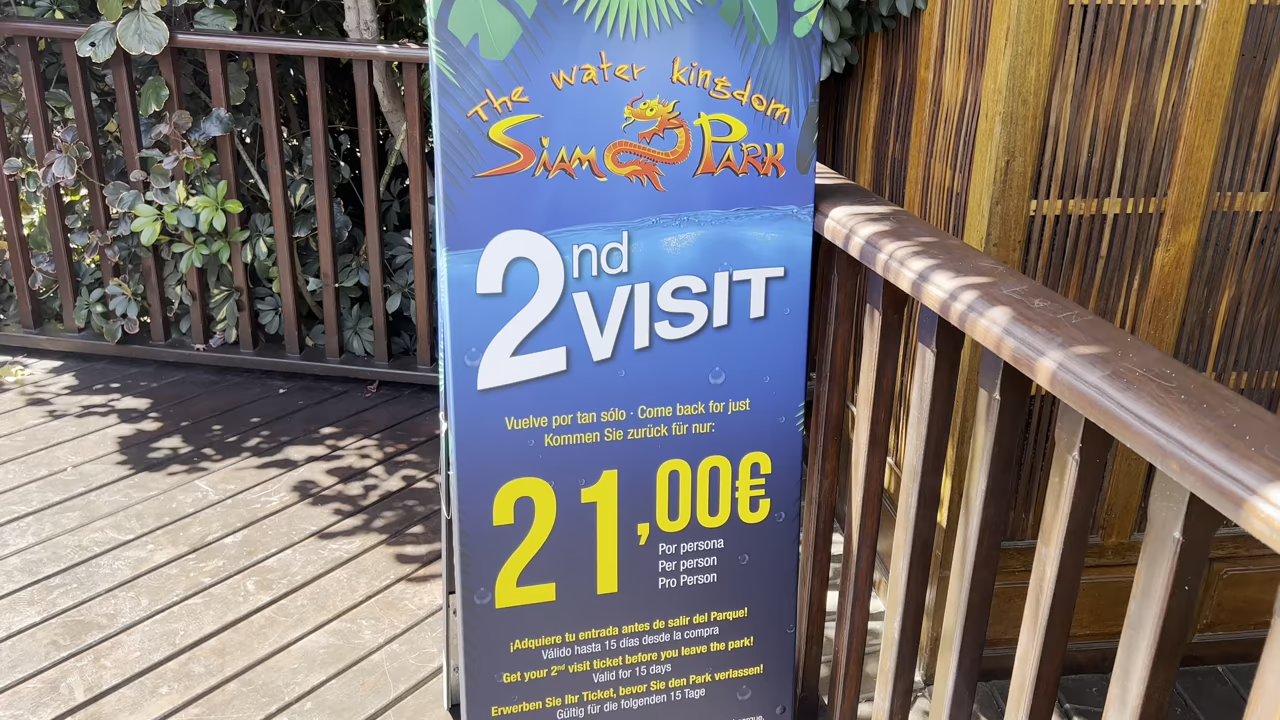 The water kingdom
SIAM PARK
2nd VISIT
Vuelve por tan sólo · Come back for just
Kommen Sie zurück für nur:
21,00€
Por persona
Per person
Pro Person
¡Adquiere tu entrada antes de salir del Parque!
Válido hasta 15 días desde la compra
Get your 2nd visit ticket before you leave the park!
Valid for 15 days
Erwerben Sie Ihr Ticket, bevor Sie den Park verlassen!
Gültig für die folgenden 15 Tage